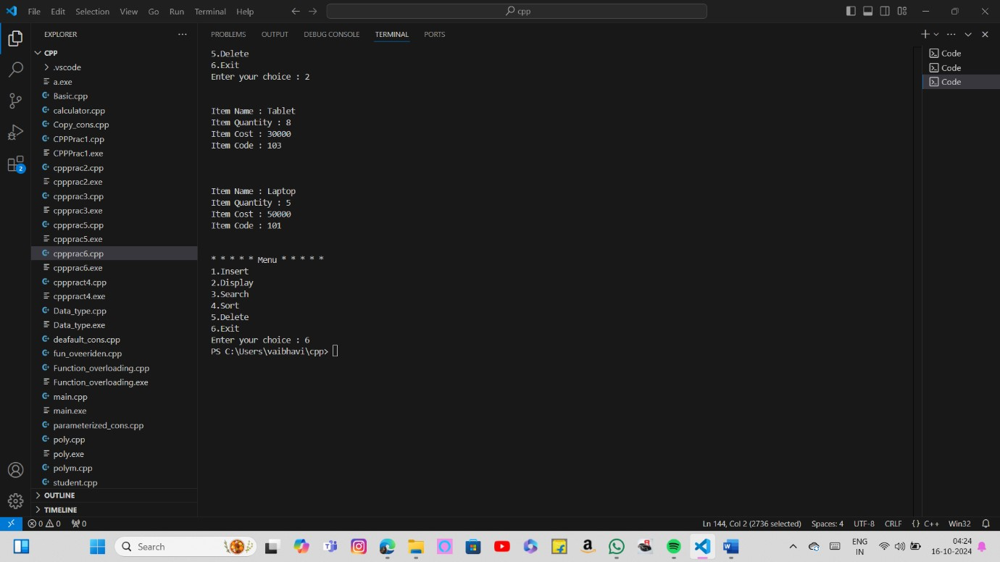 File Edit Selection View Go Run Terminal Help
cpp
EXPLORER
CPP
.vscode
a.exe
Basic.cpp
calculator.cpp
Copy_cons.cpp
CPPPrac1.cpp
CPPPrac1.exe
cppprac2.cpp
cppprac2.exe
cppprac3.cpp
cppprac3.exe
cppprac5.cpp
cppprac5.exe
cppprac6.cpp
cppprac6.exe
cpppract4.cpp
cpppract4.exe
Data_type.cpp
Data_type.exe
deafault_cons.cpp
fun_oveeriden.cpp
Function_overloading.cpp
Function_overloading.exe
main.cpp
main.exe
parameterized_cons.cpp
poly.cpp
poly.exe
polym.cpp
student.cpp
OUTLINE
TIMELINE
2
PROBLEMS OUTPUT DEBUG CONSOLE TERMINAL PORTS
5.Delete
6.Exit
Enter your choice : 2
Item Name : Tablet
Item Quantity : 8
Item Cost : 30000
Item Code : 103
Item Name : Laptop
Item Quantity : 5
Item Cost : 50000
Item Code : 101
* * * * * Menu * * * * *
1.Insert
2.Display
3.Search
4.Sort
5.Delete
6.Exit
Enter your choice : 6
PS C:\Users\vaibhavi\cpp>
Code
Code
Code
0 0 0
Ln 144, Col 2 (2736 selected) Spaces: 4 UTF-8 CRLF {} C++ Win32
Search
ENG
IN
04:24
16-10-2024